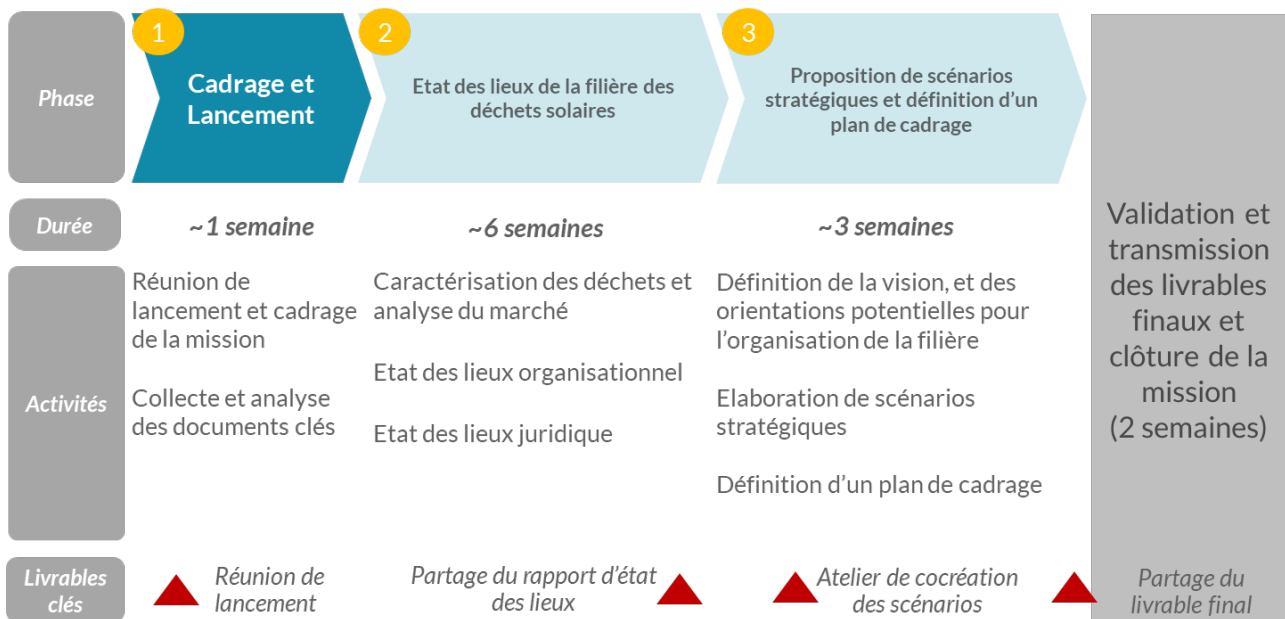 Phase
1
Cadrage et
Lancement
2
Etat des lieux de la filière des
déchets solaires
3
Proposition de scénarios
stratégiques et définition d’un
plan de cadrage
Durée
~1 semaine
~6 semaines
~3 semaines
Activités
Réunion de
lancement et cadrage
de la mission
Collecte et analyse
des documents clés
Caractérisation des déchets et
analyse du marché
Etat des lieux organisationnel
Etat des lieux juridique
Définition de la vision, et des
orientations potentielles pour
l’organisation de la filière
Elaboration de scénarios
stratégiques
Définition d’un plan de cadrage
Validation et
transmission
des livrables
finaux et
clôture de la
mission
(2 semaines)
Livrables
clés
Réunion de
lancement
Partage du rapport d’état
des lieux
Atelier de cocréation
des scénarios
Partage du
livrable final